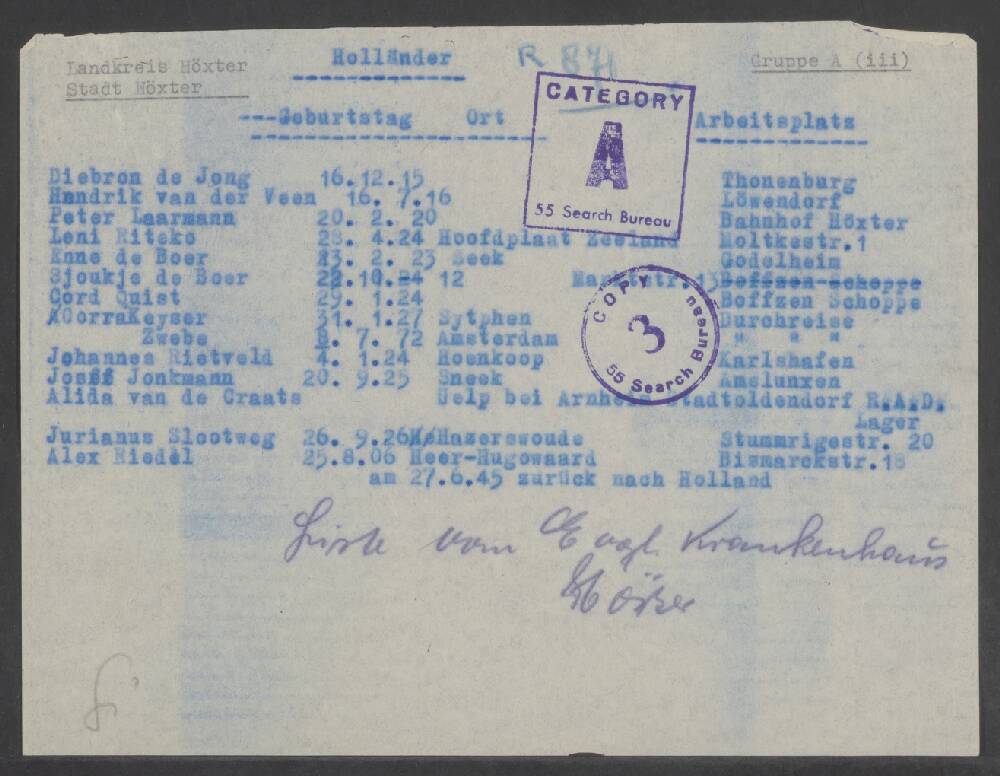 Holländer
R 871
Landkreis Höxter
Stadt Höxter
Gruppe A (iii)
CATEGORY
A
55 Search Bureau
Geburtstag Ort Arbeitsplatz
Diebron de Jong 16.12.15 Thonenburg
Hendrik van der Veen 16. 7.16 Löwendorf
Peter Laarmann 20. 2. 20 Bahnhof Höxter
Leni Riteko 28. 4.24 Hoofdplaat Zeeland Moltkestr.1
Enne de Boer 23. 2. 23 Seek Godelheim
Sjoukje de Boer 22.10.24 12 Marktstr. 13 Boffzen-Schoppe
Cord Quist 29. 1.24 Boffzen Schoppe
Corra Keyser 31. 1.27 Sytphen Durchreise
Zwebe 8. 7. 72 Amsterdam " " "
Johannes Rietveld 4. 1.24 Hoenkoop Karlshafen
Josef Jonkmann 20. 9.25 Sneek Amelunxen
Alida van de Craats Uelp bei Arnheim Stadtoldendorf R.A.D.
Lager
Jurianus Slootweg 26. 9.26 Hazerswoude Stummrigestr. 20
Alex Riedel 25.8.06 Heer-Hugowaard Bismarckstr.18
am 27.6.45 zurück nach Holland
COPY
3
55 Search Bureau
Liste vom Evgl. Krankenhaus
Höxter